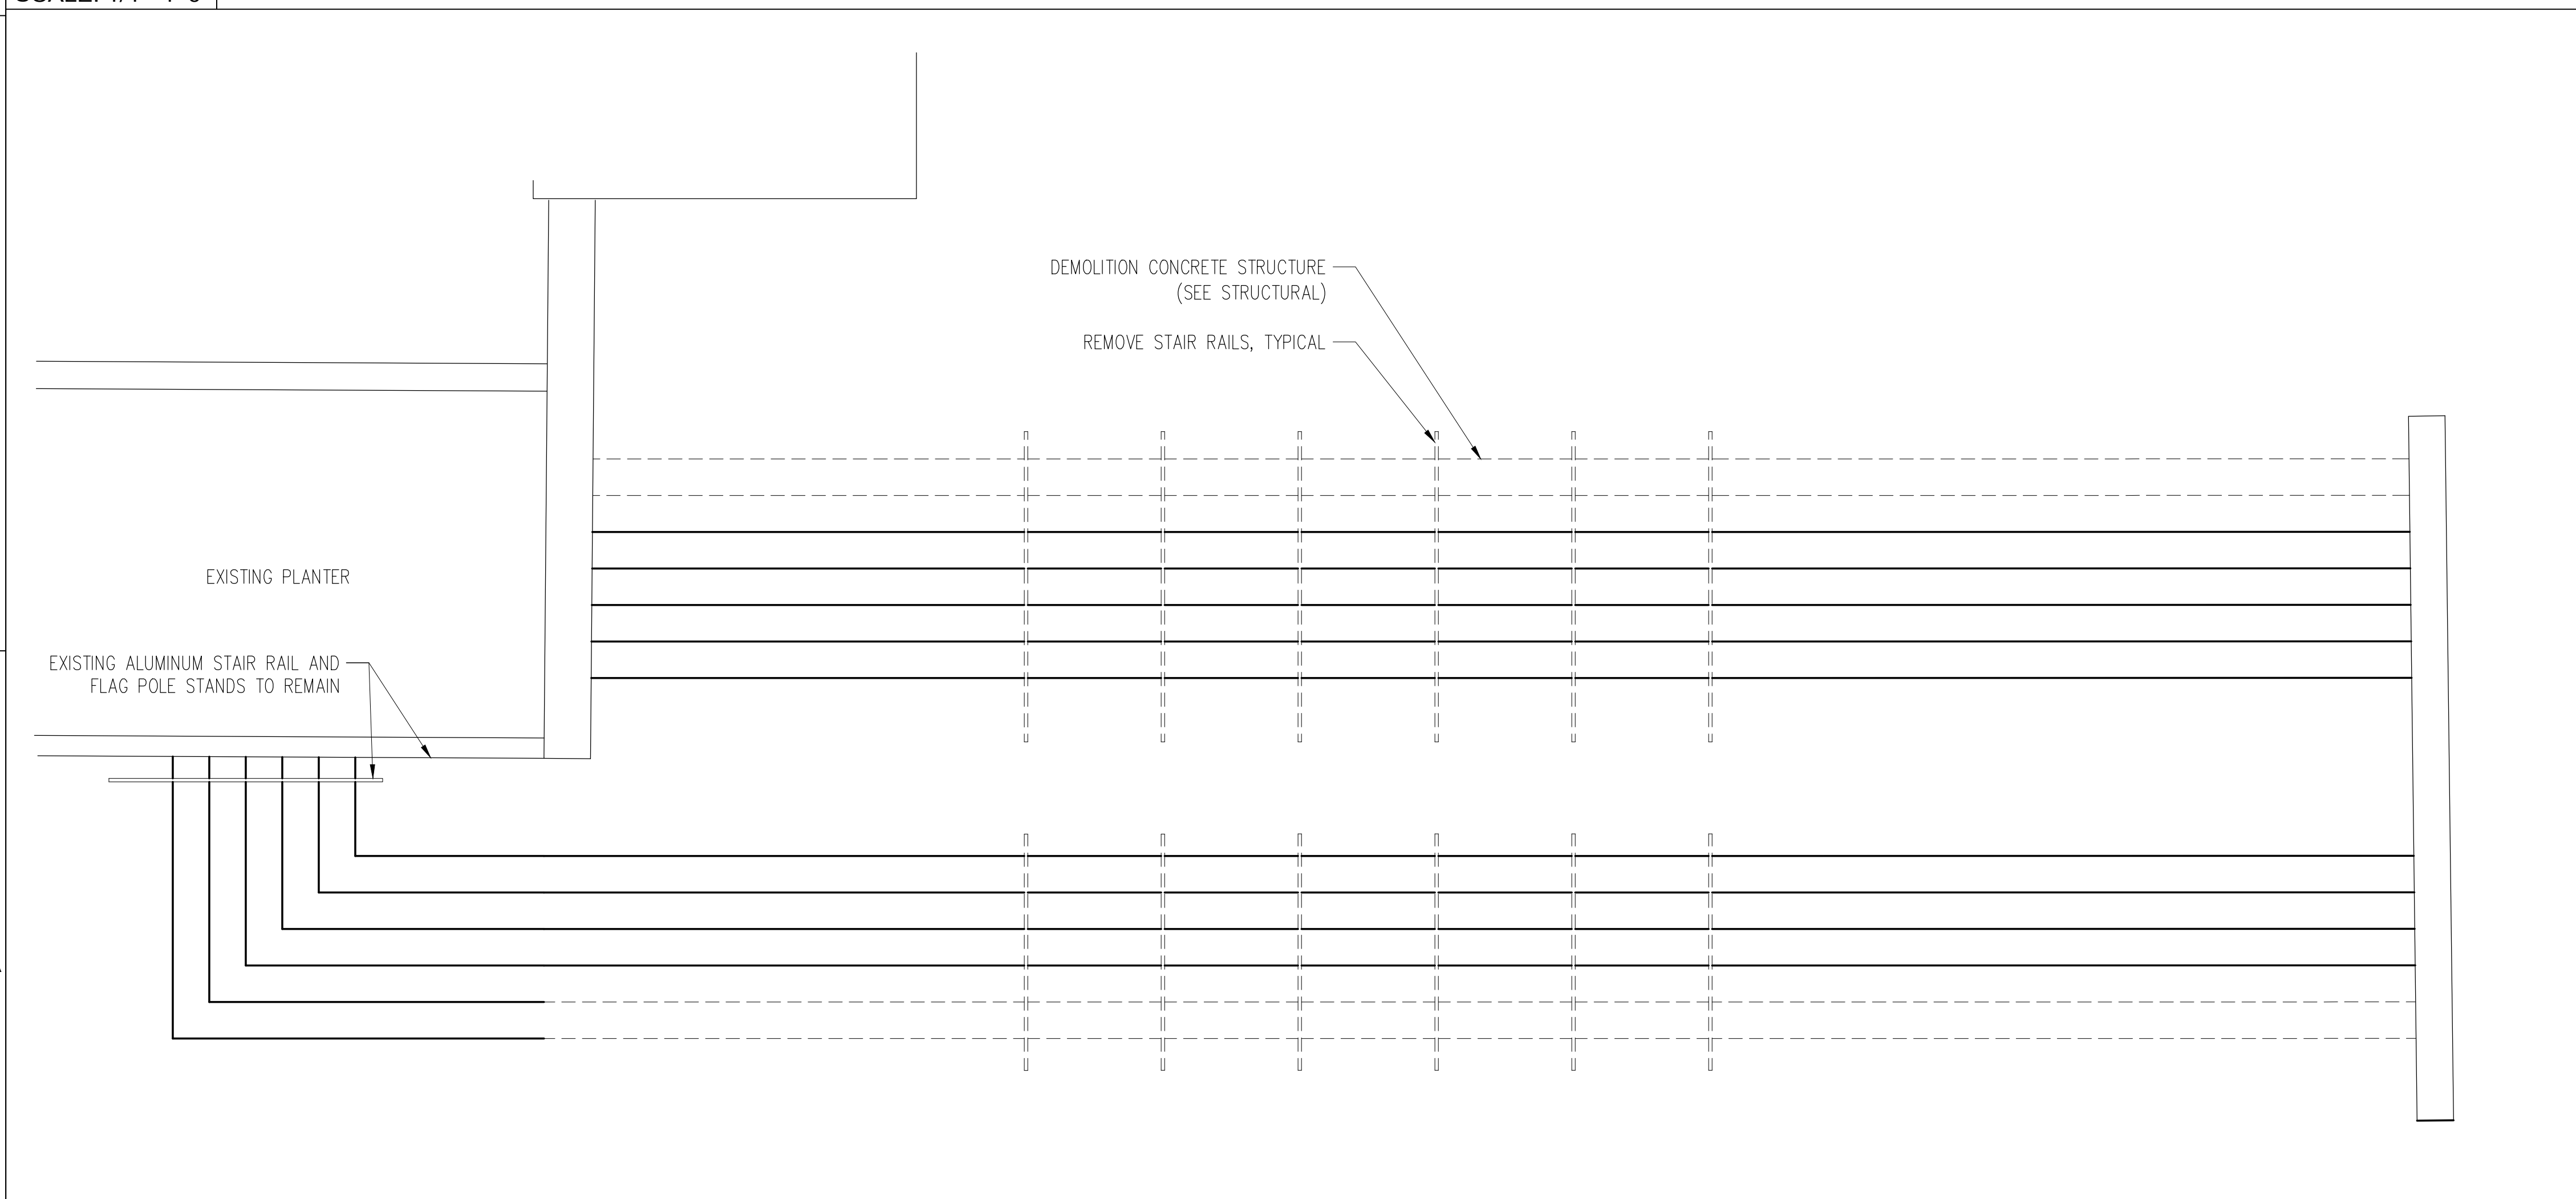 DEMOLITION CONCRETE STRUCTURE
(SEE STRUCTURAL)
REMOVE STAIR RAILS, TYPICAL
EXISTING PLANTER
EXISTING ALUMINUM STAIR RAIL AND
FLAG POLE STANDS TO REMAIN